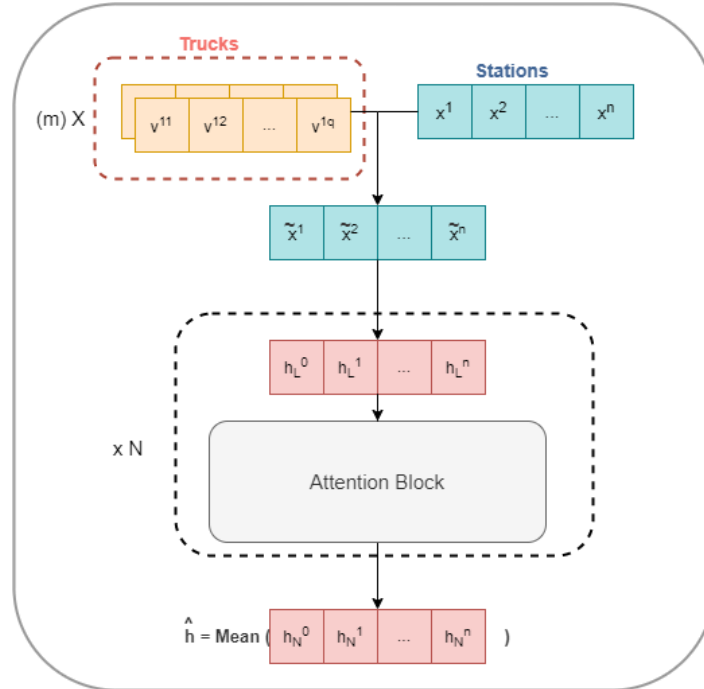 Trucks
Stations
(m) X
v¹¹ v¹² ... v¹q
x¹ x² ... xⁿ
x̃¹ x̃² ... x̃ⁿ
h_L⁰ h_L¹ ... h_Lⁿ
x N
Attention Block
ĥ = Mean ( h_N⁰ h_N¹ ... h_Nⁿ )